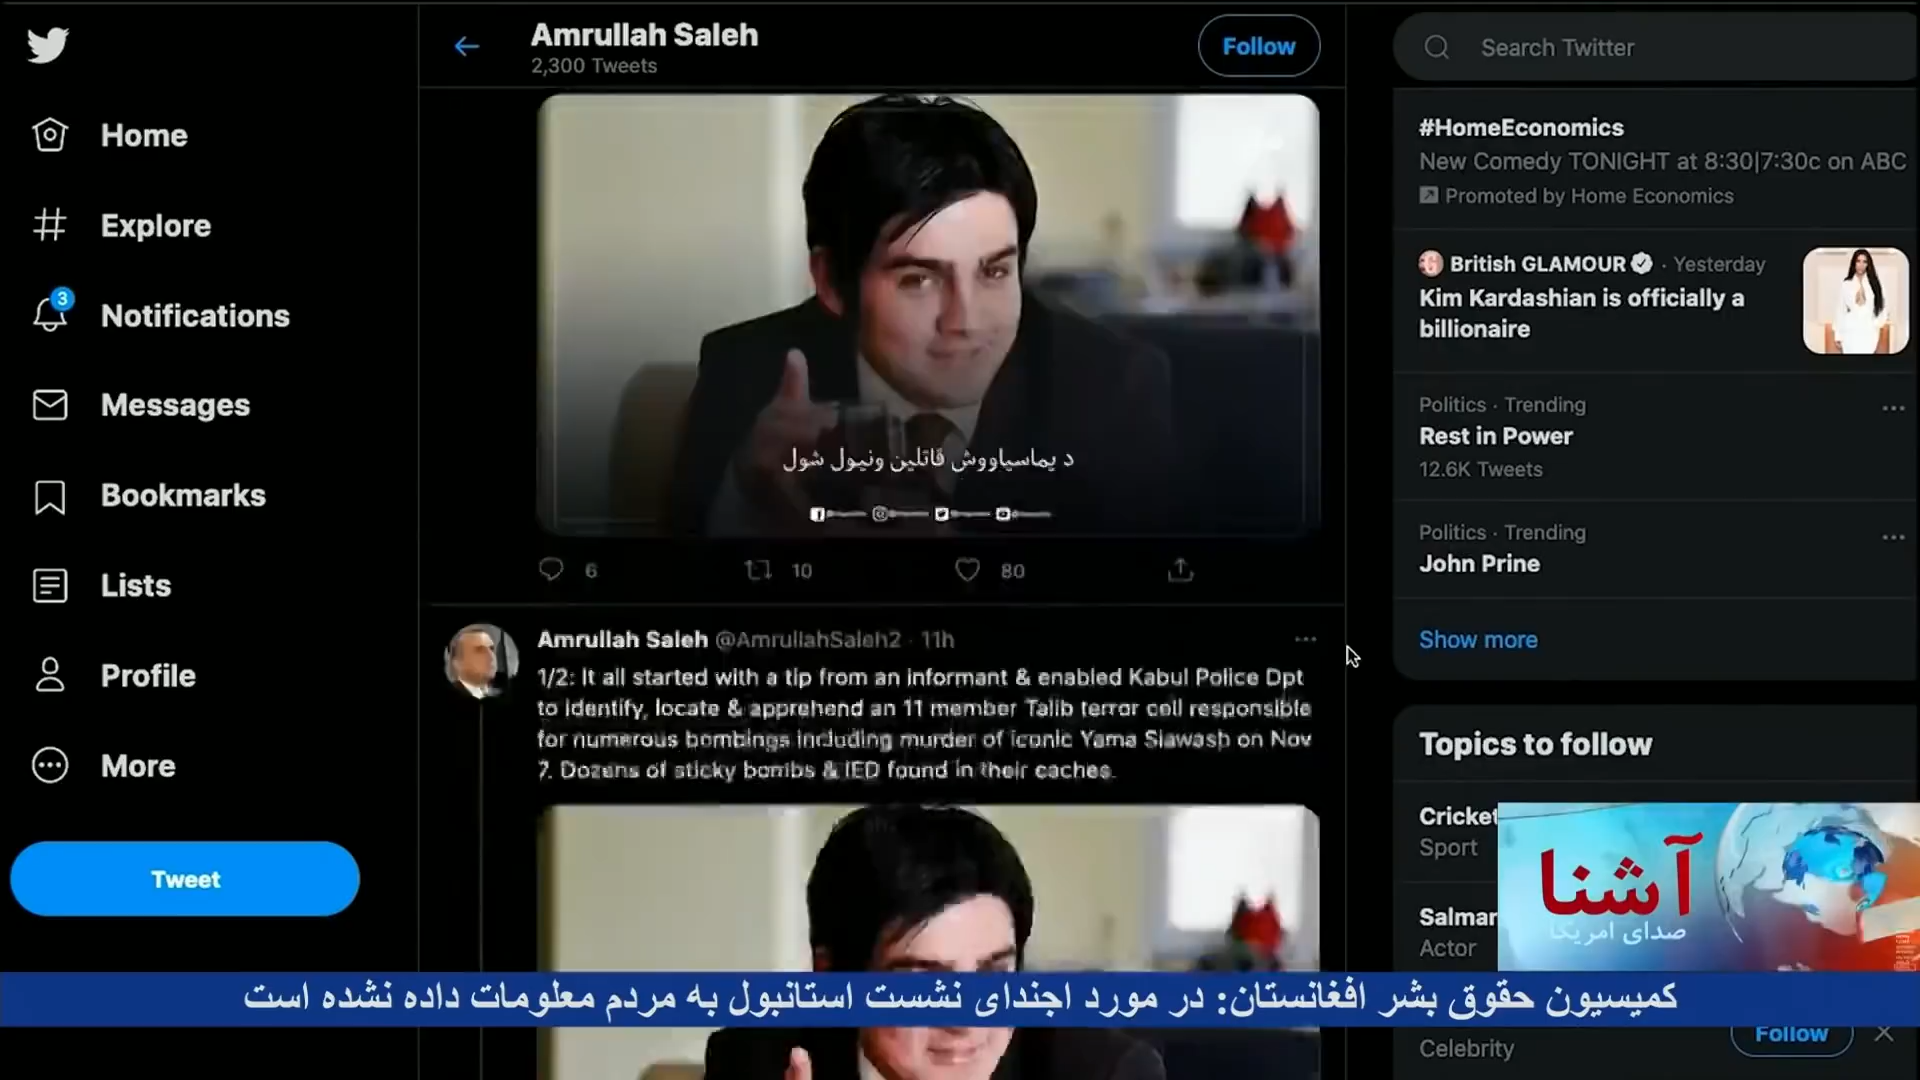 Home
Explore
3
Notifications
Messages
Bookmarks
Lists
Profile
More
Tweet
Amrullah Saleh
2,300 Tweets
Follow
د یماسیاووش قاتلین ونیول شول
6 10 80
Amrullah Saleh @AmrullahSaleh2 · 11h
1/2: It all started with a tip from an informant & enabled Kabul Police Dpt
to identify, locate & apprehend an 11 member Talib terror cell responsible
for numerous bombings including murder of iconic Yama Siawash on Nov
7. Dozens of sticky bombs & IED found in their caches.
Search Twitter
#HomeEconomics
New Comedy TONIGHT at 8:30|7:30c on ABC
Promoted by Home Economics
British GLAMOUR · Yesterday
Kim Kardashian is officially a
billionaire
Politics · Trending
Rest in Power
12.6K Tweets
Politics · Trending
John Prine
Show more
Topics to follow
Cricket
Sport
Salman
Actor
آشنا
صدای امریکا
کمیسیون حقوق بشر افغانستان: در مورد اجندای نشست استانبول به مردم معلومات داده نشده است
Follow
Celebrity